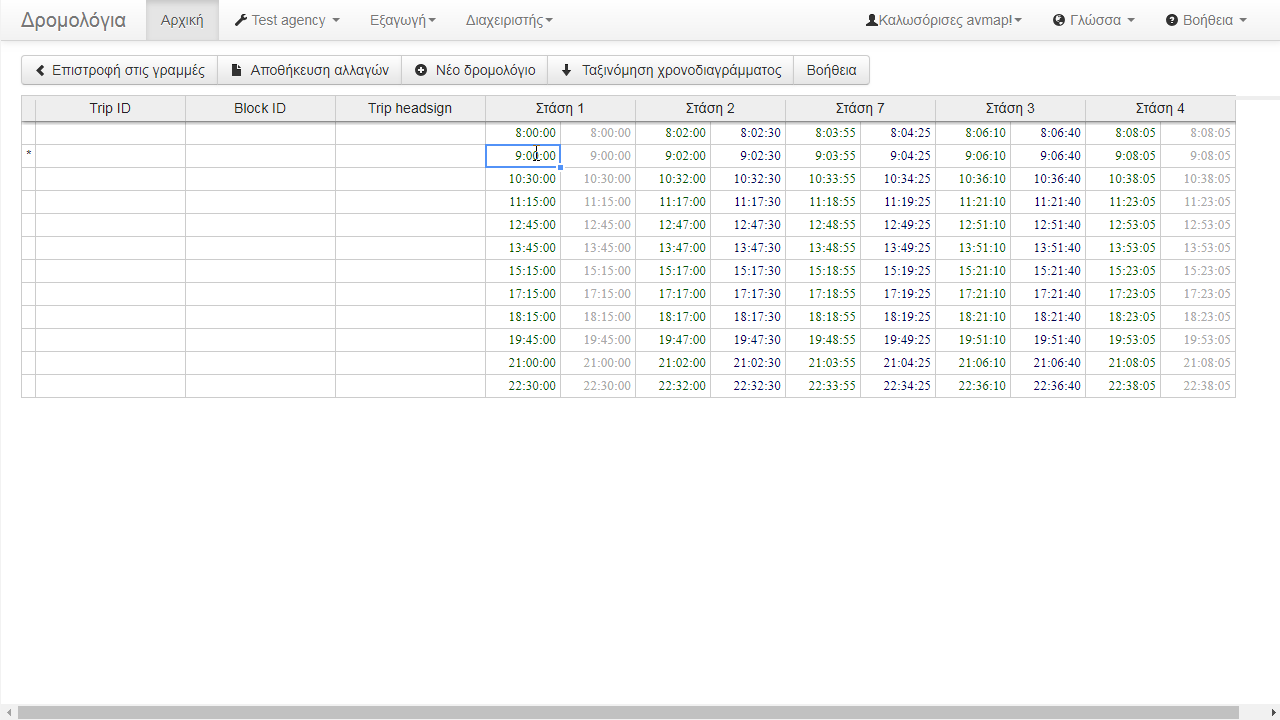 Δρομολόγια Αρχική Test agency Εξαγωγή Διαχειριστής Καλωσόρισες avmap! Γλώσσα Βοήθεια
Επιστροφή στις γραμμές Αποθήκευση αλλαγών Νέο δρομολόγιο Ταξινόμηση χρονοδιαγράμματος Βοήθεια
Trip ID Block ID Trip headsign Στάση 1 Στάση 2 Στάση 7 Στάση 3 Στάση 4
8:00:00 8:00:00 8:02:00 8:02:30 8:03:55 8:04:25 8:06:10 8:06:40 8:08:05 8:08:05
* 9:00:00 9:00:00 9:02:00 9:02:30 9:03:55 9:04:25 9:06:10 9:06:40 9:08:05 9:08:05
10:30:00 10:30:00 10:32:00 10:32:30 10:33:55 10:34:25 10:36:10 10:36:40 10:38:05 10:38:05
11:15:00 11:15:00 11:17:00 11:17:30 11:18:55 11:19:25 11:21:10 11:21:40 11:23:05 11:23:05
12:45:00 12:45:00 12:47:00 12:47:30 12:48:55 12:49:25 12:51:10 12:51:40 12:53:05 12:53:05
13:45:00 13:45:00 13:47:00 13:47:30 13:48:55 13:49:25 13:51:10 13:51:40 13:53:05 13:53:05
15:15:00 15:15:00 15:17:00 15:17:30 15:18:55 15:19:25 15:21:10 15:21:40 15:23:05 15:23:05
17:15:00 17:15:00 17:17:00 17:17:30 17:18:55 17:19:25 17:21:10 17:21:40 17:23:05 17:23:05
18:15:00 18:15:00 18:17:00 18:17:30 18:18:55 18:19:25 18:21:10 18:21:40 18:23:05 18:23:05
19:45:00 19:45:00 19:47:00 19:47:30 19:48:55 19:49:25 19:51:10 19:51:40 19:53:05 19:53:05
21:00:00 21:00:00 21:02:00 21:02:30 21:03:55 21:04:25 21:06:10 21:06:40 21:08:05 21:08:05
22:30:00 22:30:00 22:32:00 22:32:30 22:33:55 22:34:25 22:36:10 22:36:40 22:38:05 22:38:05